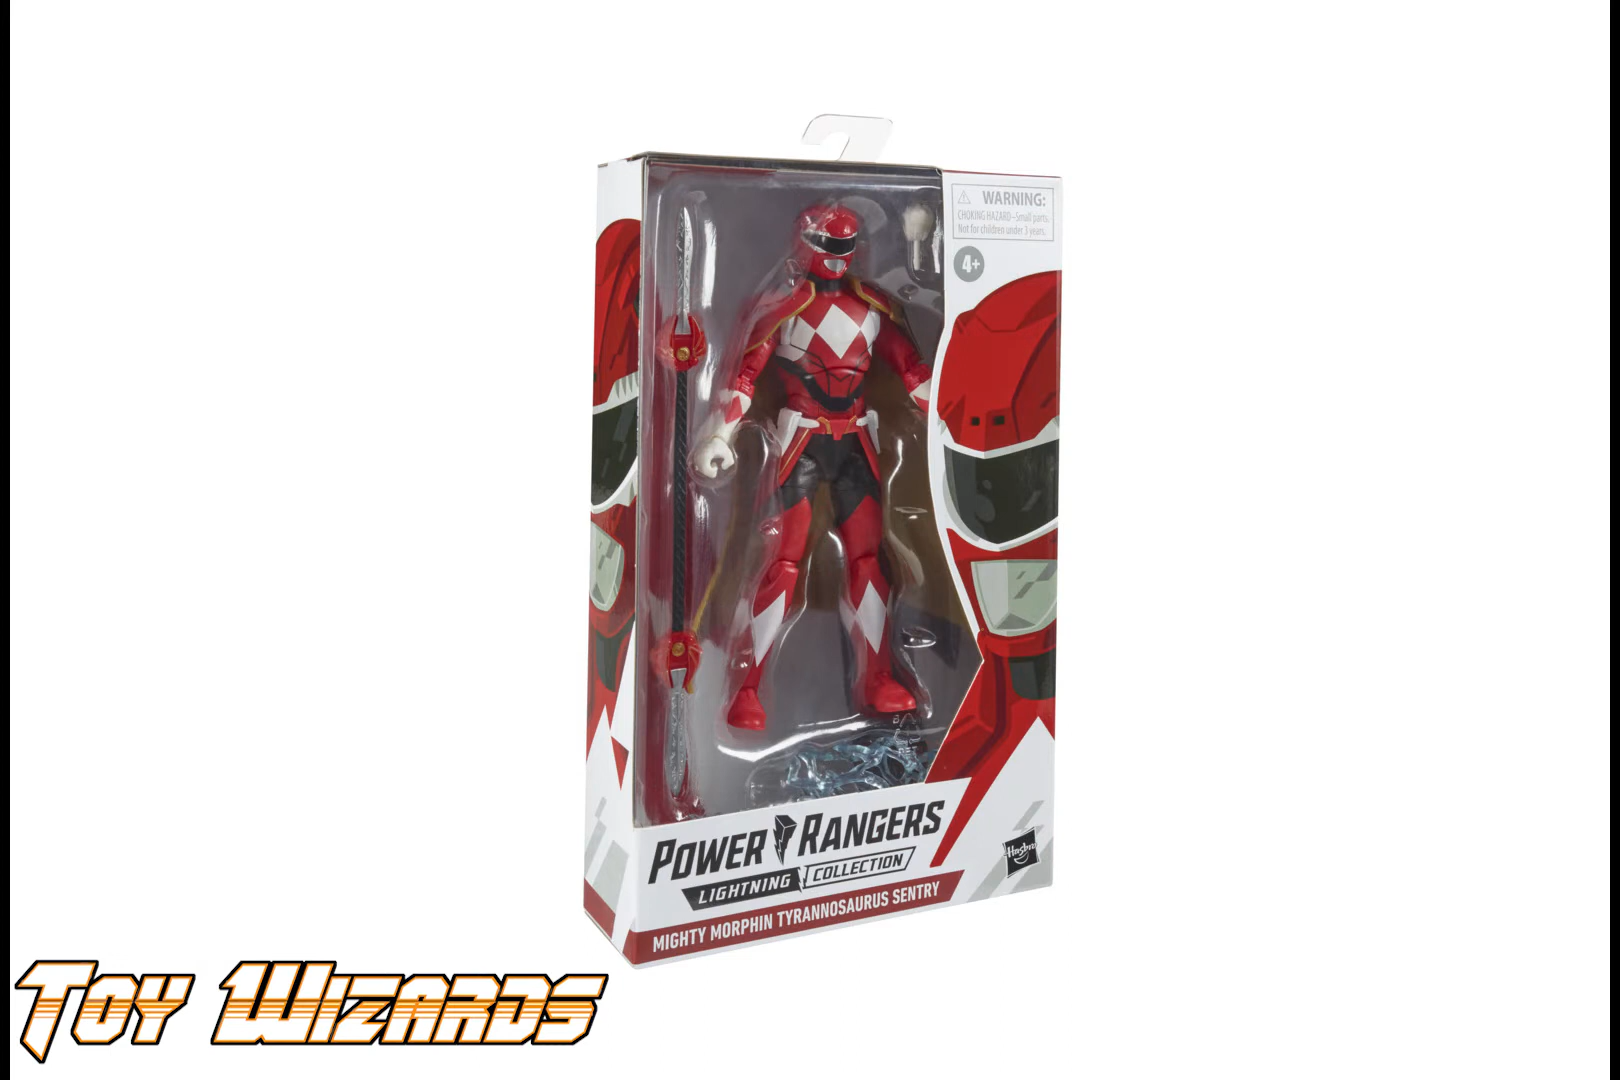 WARNING:
CHOKING HAZARD–Small parts.
Not for children under 3 years.
4+
POWER RANGERS
LIGHTNING COLLECTION
MIGHTY MORPHIN TYRANNOSAURUS SENTRY
Hasbro
TOY WIZARDS